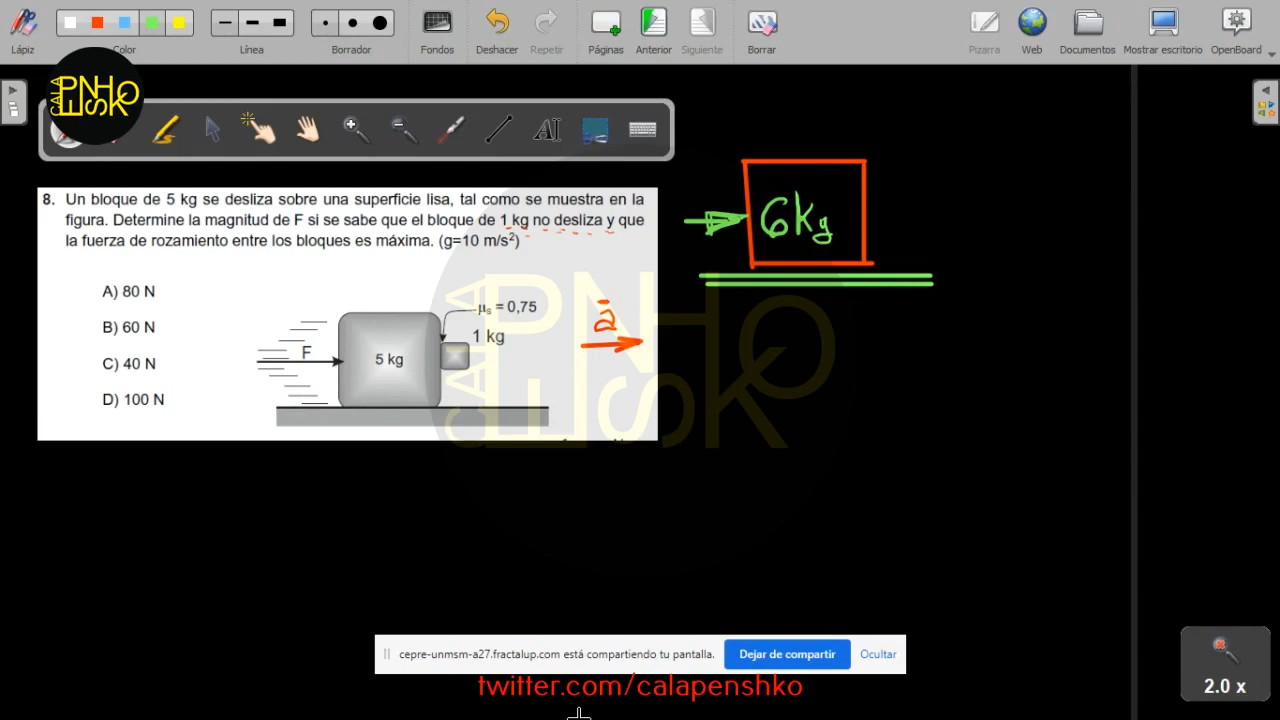 Lápiz
Color
Línea
Borrador
Fondos
Deshacer
Repetir
Páginas
Anterior
Siguiente
Borrar
Pizarra
Web
Documentos
Mostrar escritorio
OpenBoard
CALA
PENSHKO
8. Un bloque de 5 kg se desliza sobre una superficie lisa, tal como se muestra en la
figura. Determine la magnitud de F si se sabe que el bloque de 1 kg no desliza y que
la fuerza de rozamiento entre los bloques es máxima. (g=10 m/s²)
A) 80 N
B) 60 N
C) 40 N
D) 100 N
F
5 kg
μs = 0,75
1 kg
a
6kg
CALA
PENSHKO
cepre-unmsm-a27.fractalup.com está compartiendo tu pantalla.
Dejar de compartir
Ocultar
twitter.com/calapenshko
2.0 x